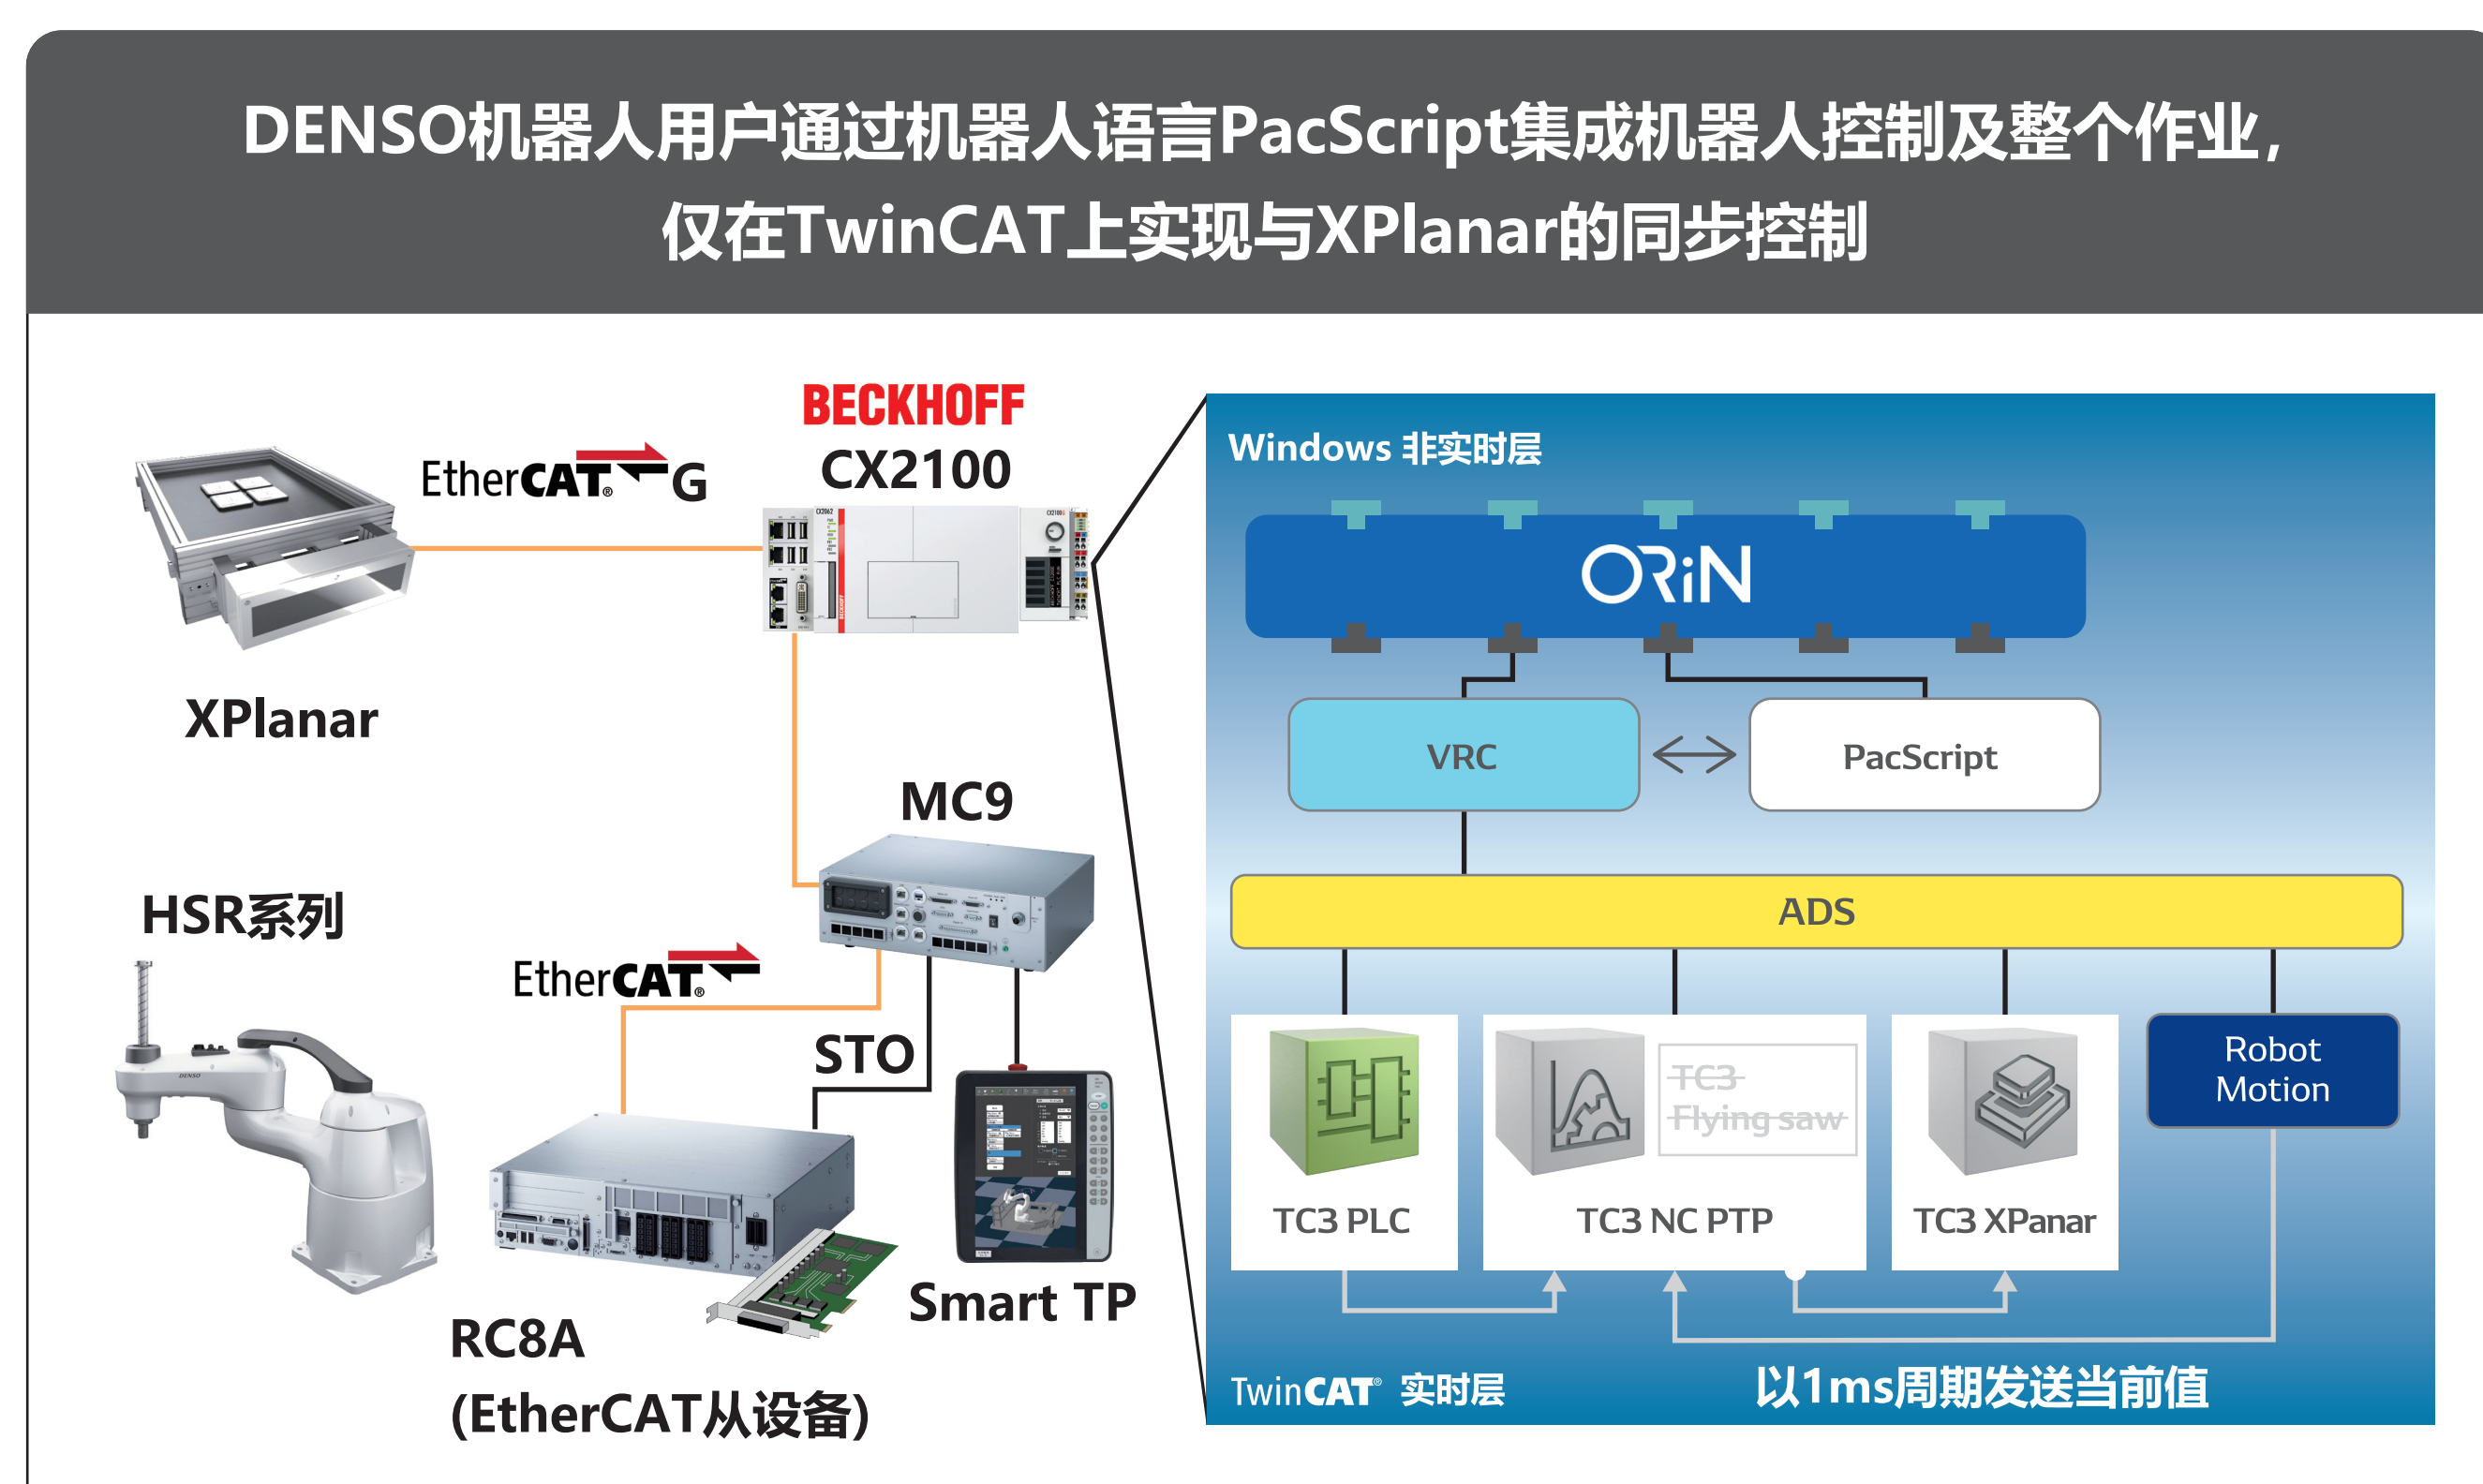 DENSO机器人用户通过机器人语言PacScript集成机器人控制及整个作业,
仅在TwinCAT上实现与XPlanar的同步控制
BECKHOFF
CX2100
EtherCAT® G
CX2062
CX2100
BECKHOFF
XPlanar
MC9
HSR系列
DENSO
EtherCAT®
STO
Smart TP
RC8A
(EtherCAT从设备)
Windows 非实时层
ORiN
VRC
PacScript
ADS
TC3
Flying saw
Robot
Motion
TC3 PLC
TC3 NC PTP
TC3 XPanar
TwinCAT® 实时层
以1ms周期发送当前值